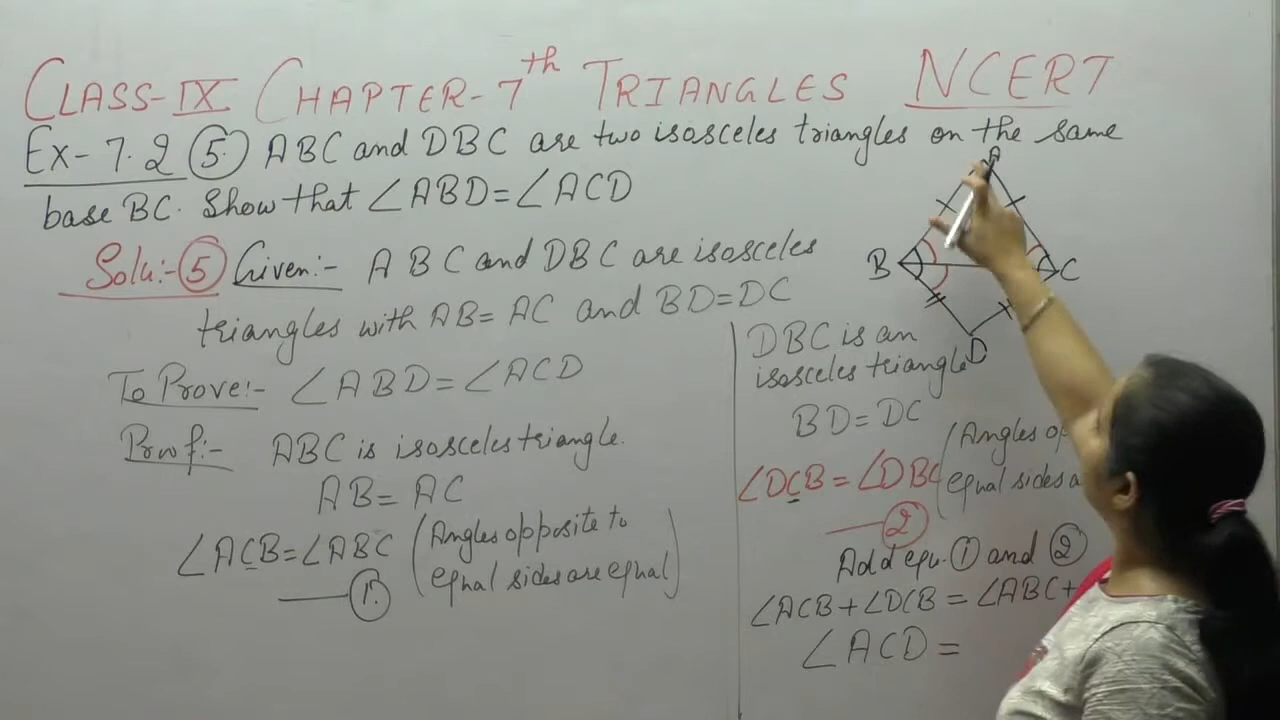 CLASS-IX CHAPTER-7th TRIANGLES NCERT
Ex-7.2 (5.) ABC and DBC are two isosceles triangles on the same
base BC. Show that ∠ABD=∠ACD
Solu:-(5) Given:- ABC and DBC are isosceles
triangles with AB=AC and BD=DC
To Prove:- ∠ABD=∠ACD
Proof:- ABC is isosceles triangle.
AB=AC
∠ACB=∠ABC (Angles opposite to
equal sides are equal)
(1.)
A
B
C
D
DBC is an
isosceles triangle
BD=DC
∠DCB=∠DBC (Angles
equal sides
(2)
Add equ. (1) and (2)
∠ACB+∠DCB=∠ABC+
∠ACD=